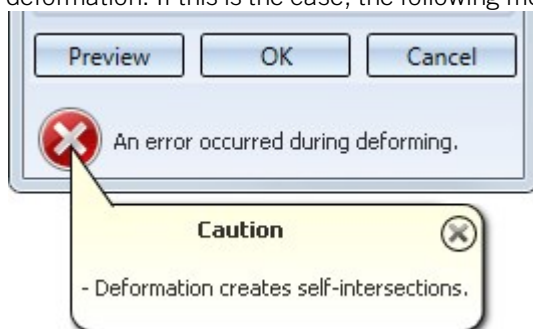 deformation. If this is the case, the following me
Preview OK Cancel
An error occurred during deforming.
Caution
- Deformation creates self-intersections.